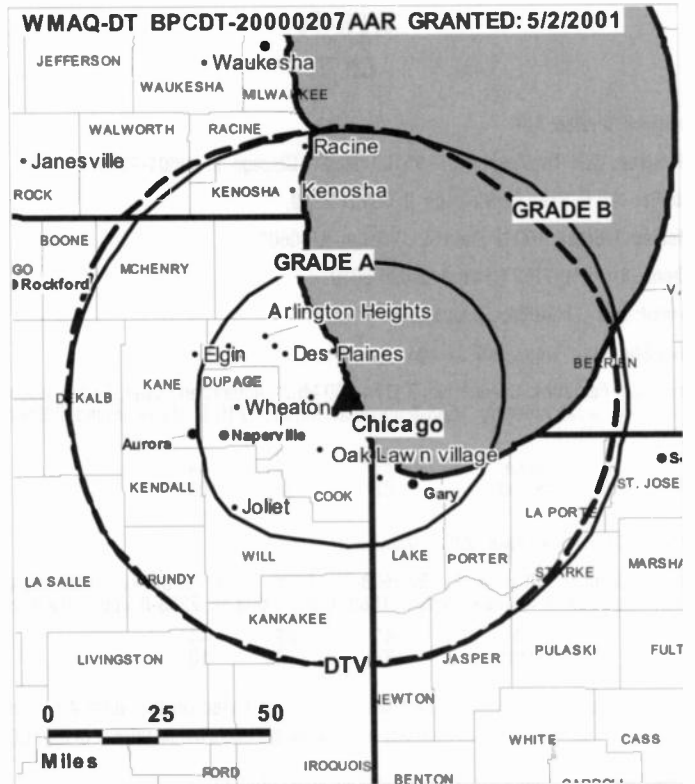 WMAQ-DT BPCDT-20000207AAR GRANTED: 5/2/2001
JEFFERSON
Waukesha
WAUKESHA
MILWAUKEE
WALWORTH
RACINE
Racine
Janesville
ROCK
KENOSHA
Kenosha
GRADE B
BOONE
GRADE A
MCHENRY
GO
Rockford
Arlington Heights
Elgin
Des Plaines
BERRIEN
KANE
DUPAGE
DEKALB
Wheaton
Chicago
Aurora
Naperville
Oak Lawn village
KENDALL
COOK
Gary
ST. JOSE
Joliet
LA PORTE
WILL
LAKE
PORTER
MARSHA
LA SALLE
GRUNDY
STARKE
KANKAKEE
LIVINGSTON
DTV
JASPER
PULASKI
FULT
NEWTON
0 25 50
Miles
WHITE
CASS
FORD
IROQUOIS
BENTON
CARROLL